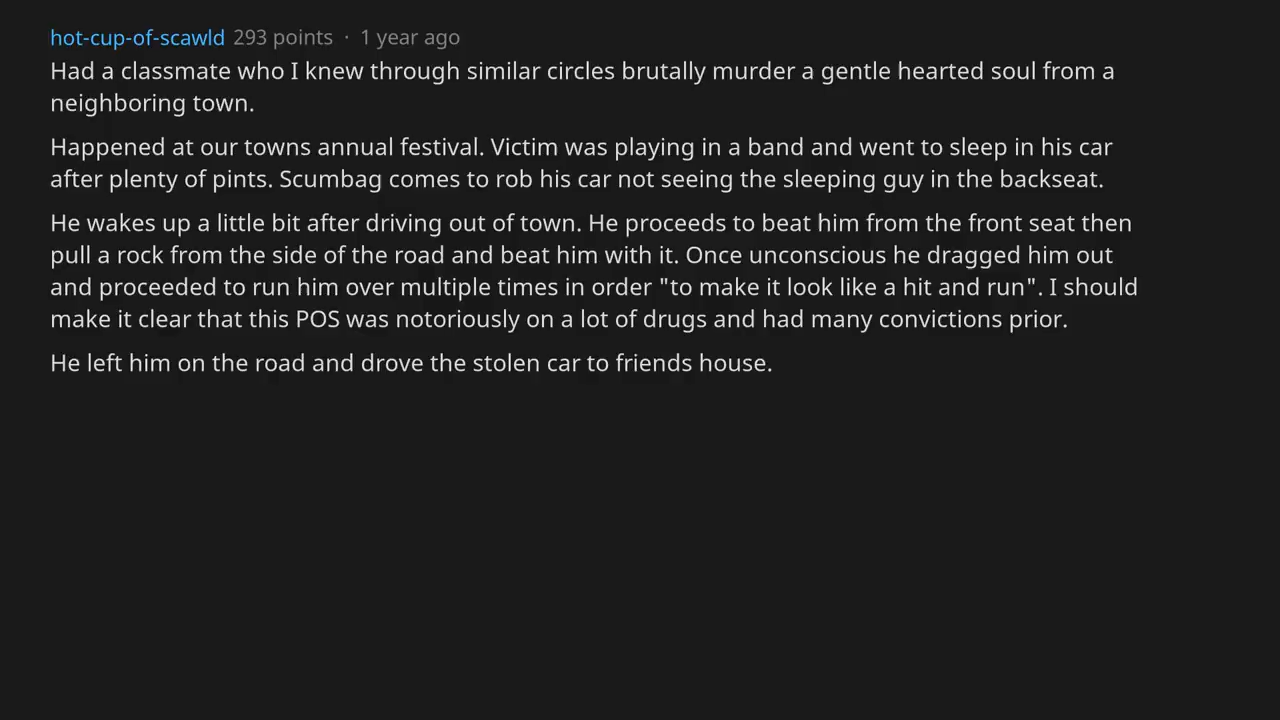 hot-cup-of-scawld 293 points · 1 year ago
Had a classmate who I knew through similar circles brutally murder a gentle hearted soul from a
neighboring town.
Happened at our towns annual festival. Victim was playing in a band and went to sleep in his car
after plenty of pints. Scumbag comes to rob his car not seeing the sleeping guy in the backseat.
He wakes up a little bit after driving out of town. He proceeds to beat him from the front seat then
pull a rock from the side of the road and beat him with it. Once unconscious he dragged him out
and proceeded to run him over multiple times in order "to make it look like a hit and run". I should
make it clear that this POS was notoriously on a lot of drugs and had many convictions prior.
He left him on the road and drove the stolen car to friends house.